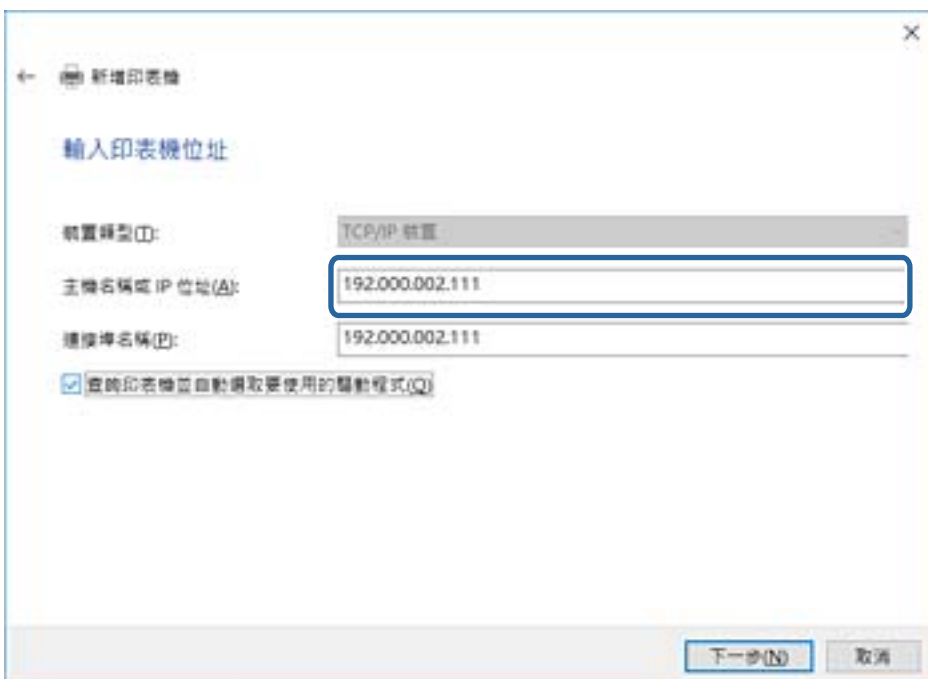 新增印表機
輸入印表機位址
裝置類型(T):
TCP/IP 裝置
主機名稱或 IP 位址(A):
192.000.002.111
連接埠名稱(P):
192.000.002.111
查詢印表機並自動選取要使用的驅動程式(Q)
下一步(N)
取消